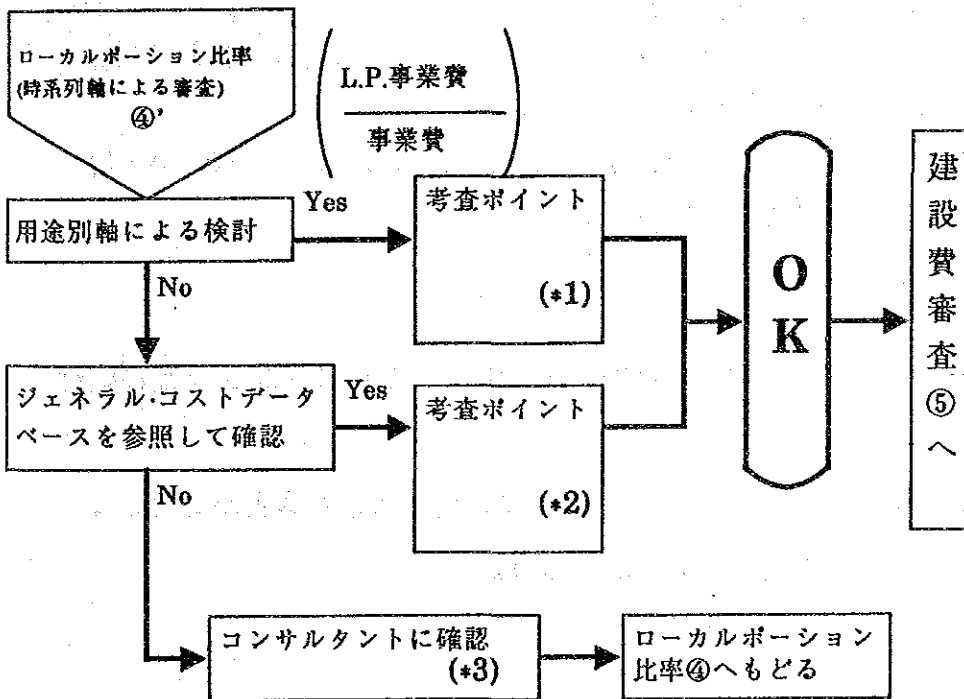 ローカルポーション比率
(時系列軸による審査)
④'
L.P.事業費
事業費
用途別軸による検討
Yes
考査ポイント
(*1)
No
OK
建設費審査⑤へ
ジェネラル·コストデータ
ベースを参照して確認
Yes
考査ポイント
(*2)
No
コンサルタントに確認
(*3)
ローカルポーション
比率④へもどる